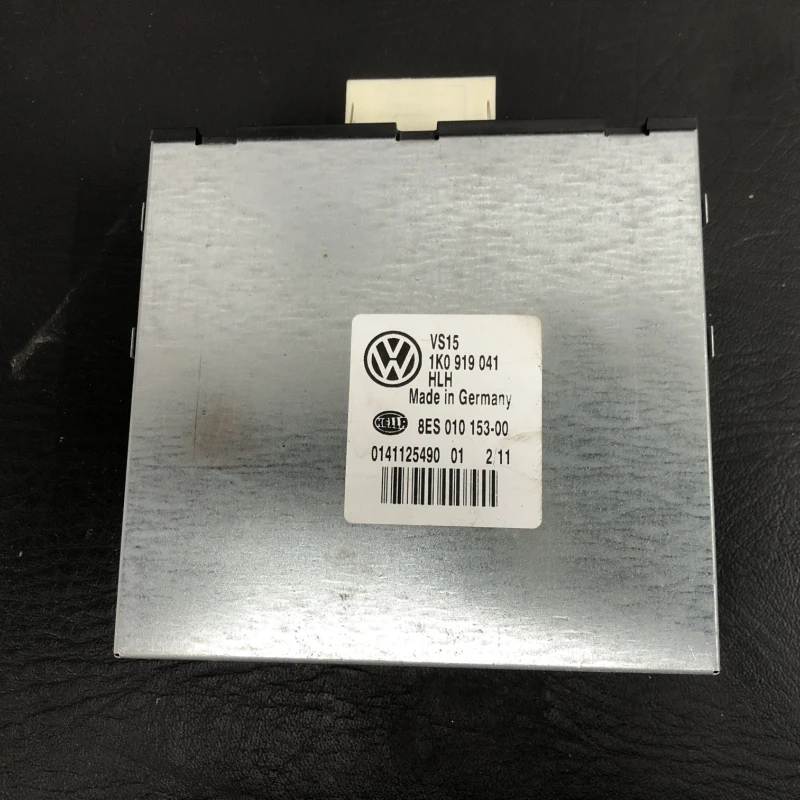 VS15
1K0 919 041
HLH
Made in Germany
HELLA 8ES 010 153-00
0141125490 01 2 11